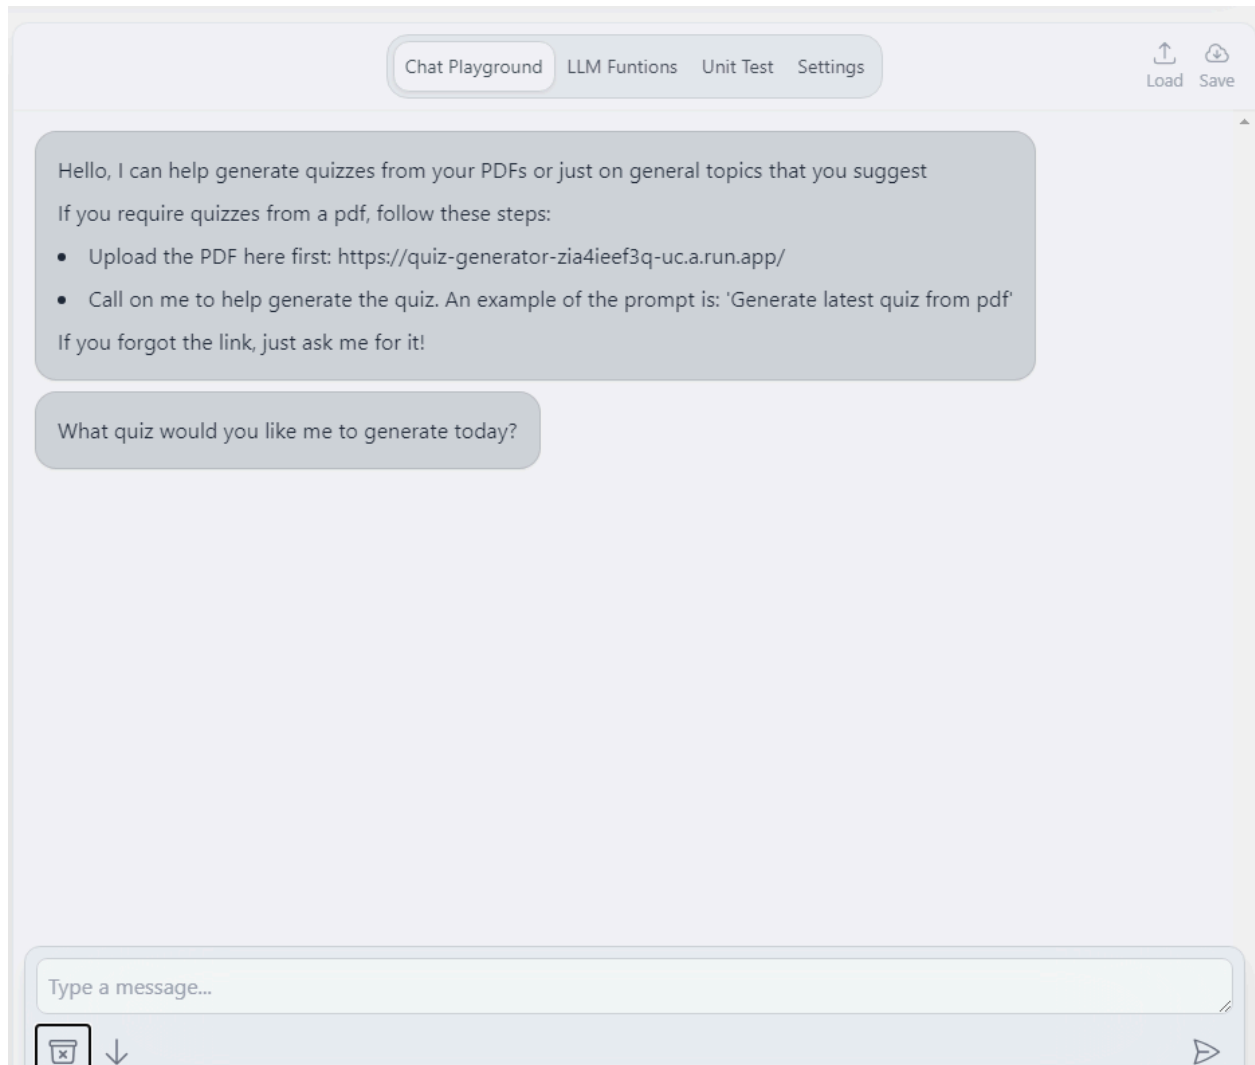 Chat Playground LLM Funtions Unit Test Settings
Load Save
Hello, I can help generate quizzes from your PDFs or just on general topics that you suggest
If you require quizzes from a pdf, follow these steps:
• Upload the PDF here first: https://quiz-generator-zia4ieef3q-uc.a.run.app/
• Call on me to help generate the quiz. An example of the prompt is: 'Generate latest quiz from pdf'
If you forgot the link, just ask me for it!
What quiz would you like me to generate today?
Type a message...